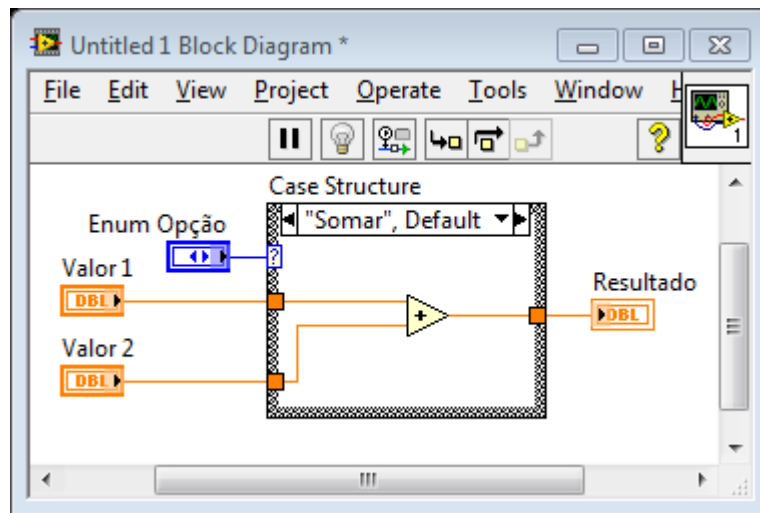 Untitled 1 Block Diagram *
File Edit View Project Operate Tools Window H
1
Case Structure
"Somar", Default
Enum Opção
?
Valor 1
DBL
+
Resultado
DBL
Valor 2
DBL